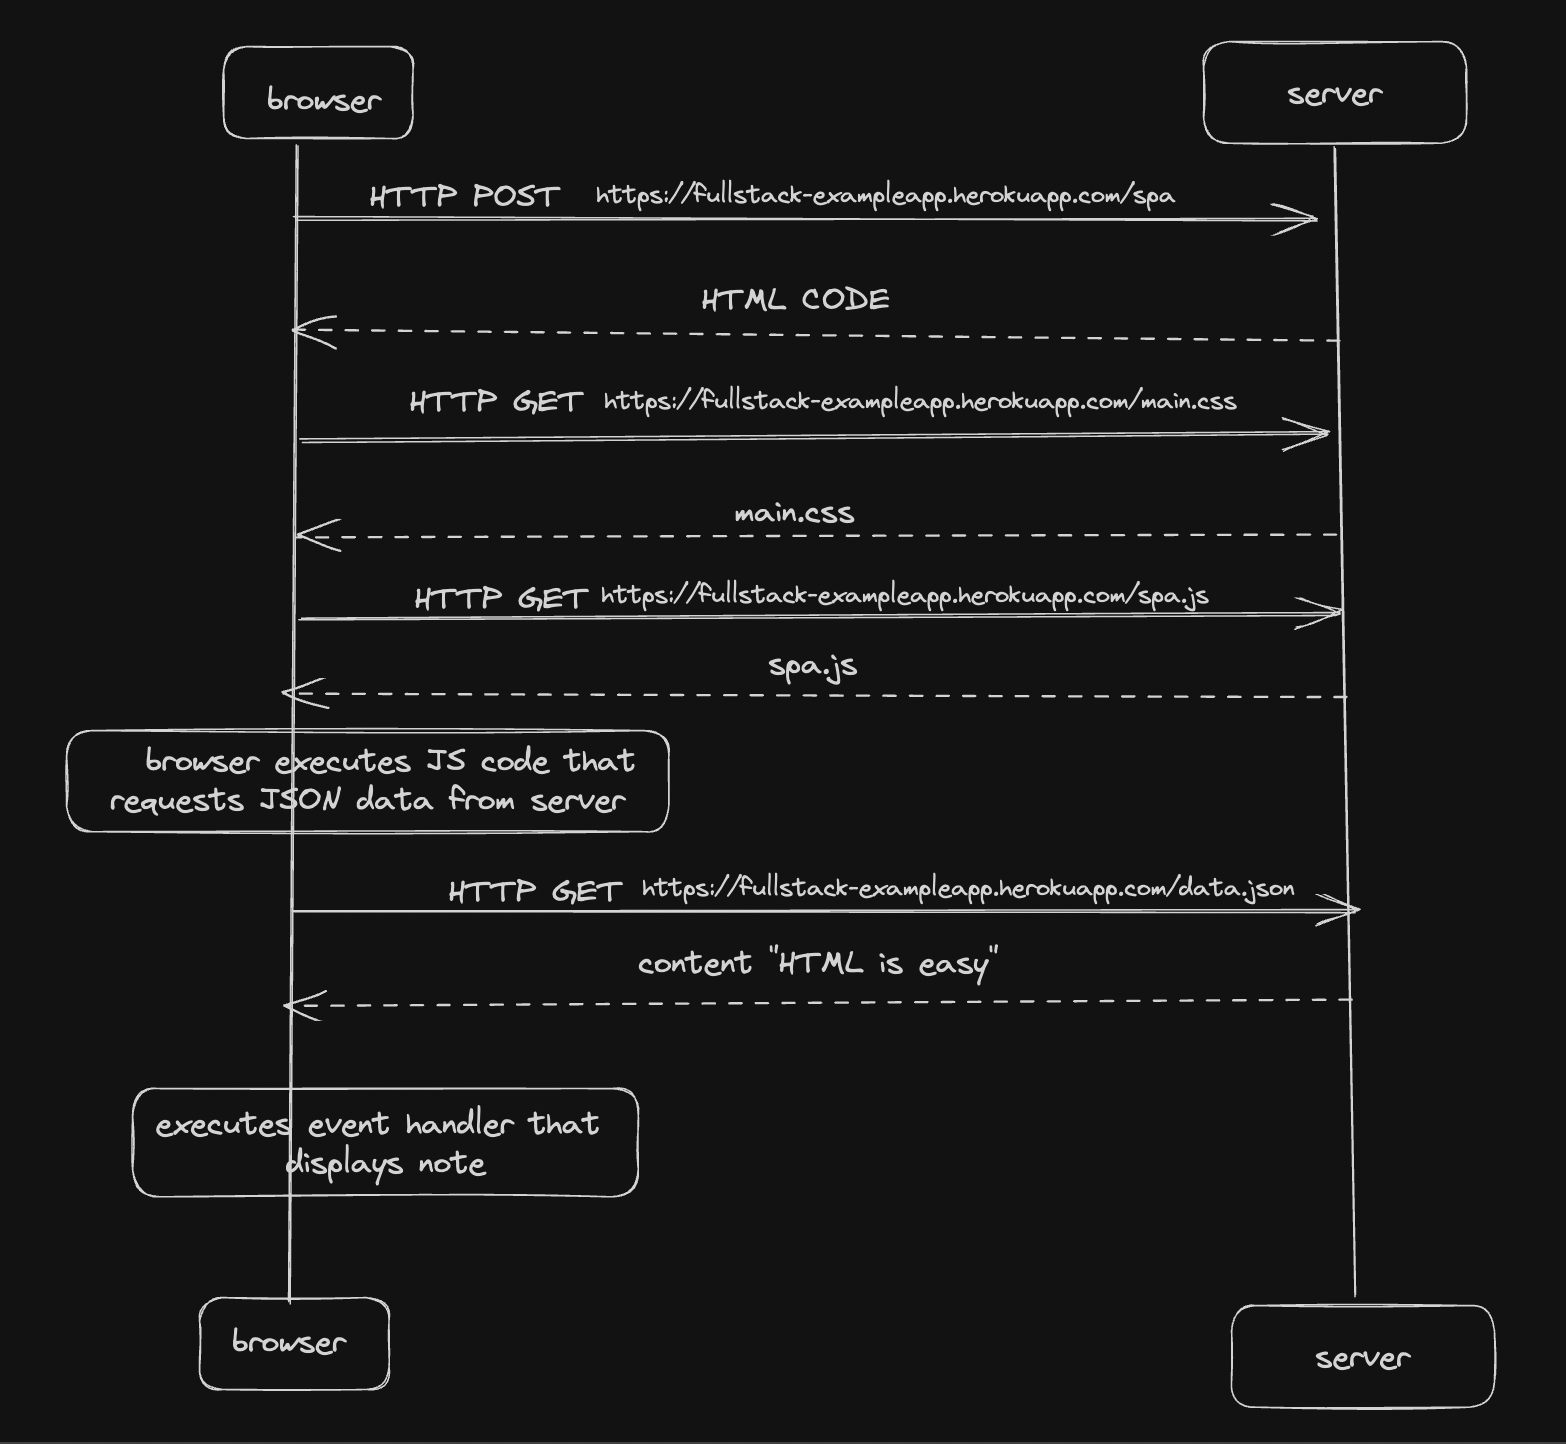 browser
server
HTTP POST https://fullstack-exampleapp.herokuapp.com/spa
HTML CODE
HTTP GET https://fullstack-exampleapp.herokuapp.com/main.css
main.css
HTTP GET https://fullstack-exampleapp.herokuapp.com/spa.js
spa.js
browser executes JS code that
requests JSON data from server
HTTP GET https://fullstack-exampleapp.herokuapp.com/data.json
content "HTML is easy"
executes event handler that
displays note
browser
server